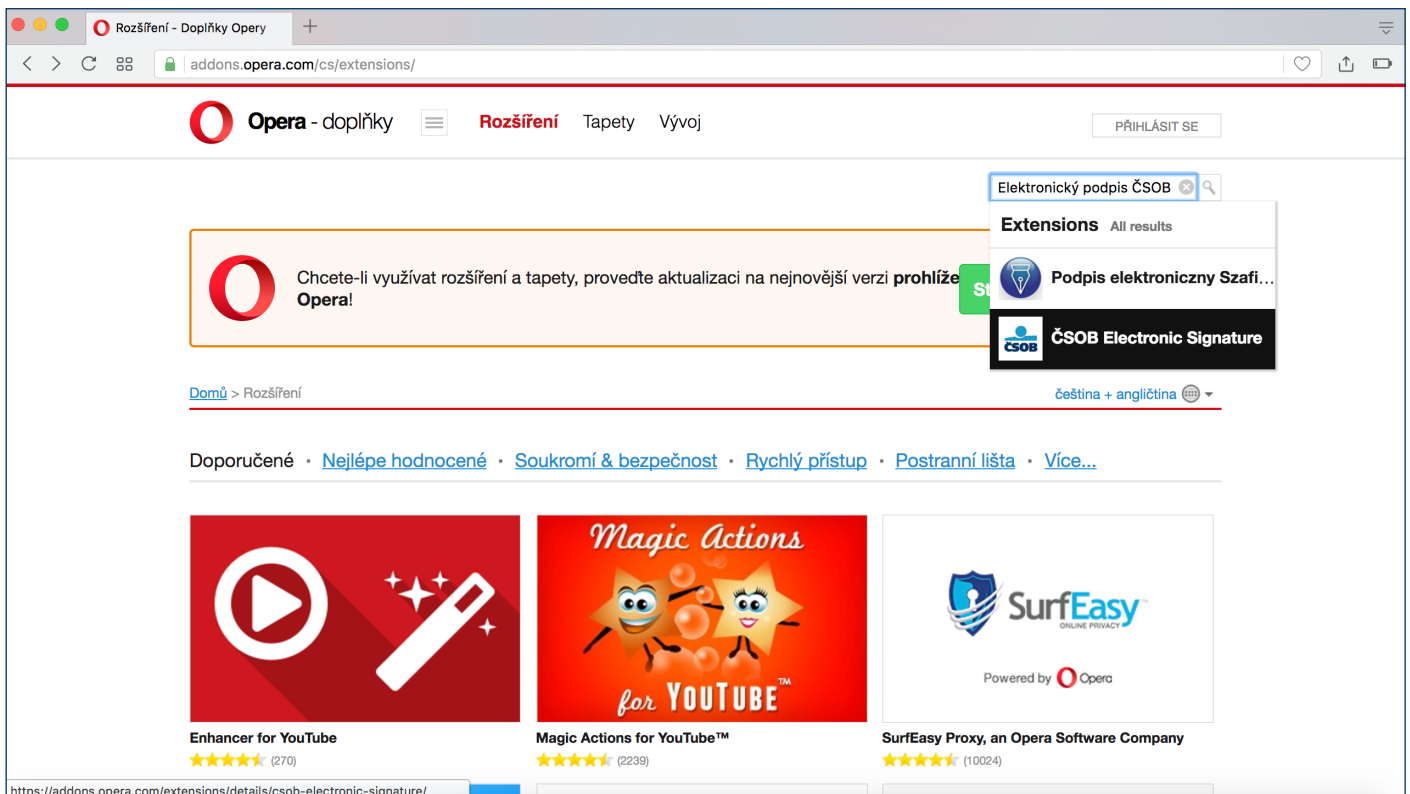 Rozšíření - Doplňky Opery
addons.opera.com/cs/extensions/
Opera - doplňky
Rozšíření Tapety Vývoj
PŘIHLÁSIT SE
Elektronický podpis ČSOB
Extensions All results
Podpis elektroniczny Szafi...
ČSOB
ČSOB Electronic Signature
Chcete-li využívat rozšíření a tapety, proveďte aktualizaci na nejnovější verzi prohlíže
Opera!
St
Domů > Rozšíření
čeština + angličtina
Doporučené · Nejlépe hodnocené · Soukromí & bezpečnost · Rychlý přístup · Postranní lišta · Více...
Magic Actions
for YOUTUBE™
SurfEasy™
ONLINE PRIVACY
Powered by Opera
Enhancer for YouTube
(270)
Magic Actions for YouTube™
(2239)
SurfEasy Proxy, an Opera Software Company
(10024)
https://addons.opera.com/extensions/details/csob-electronic-signature/